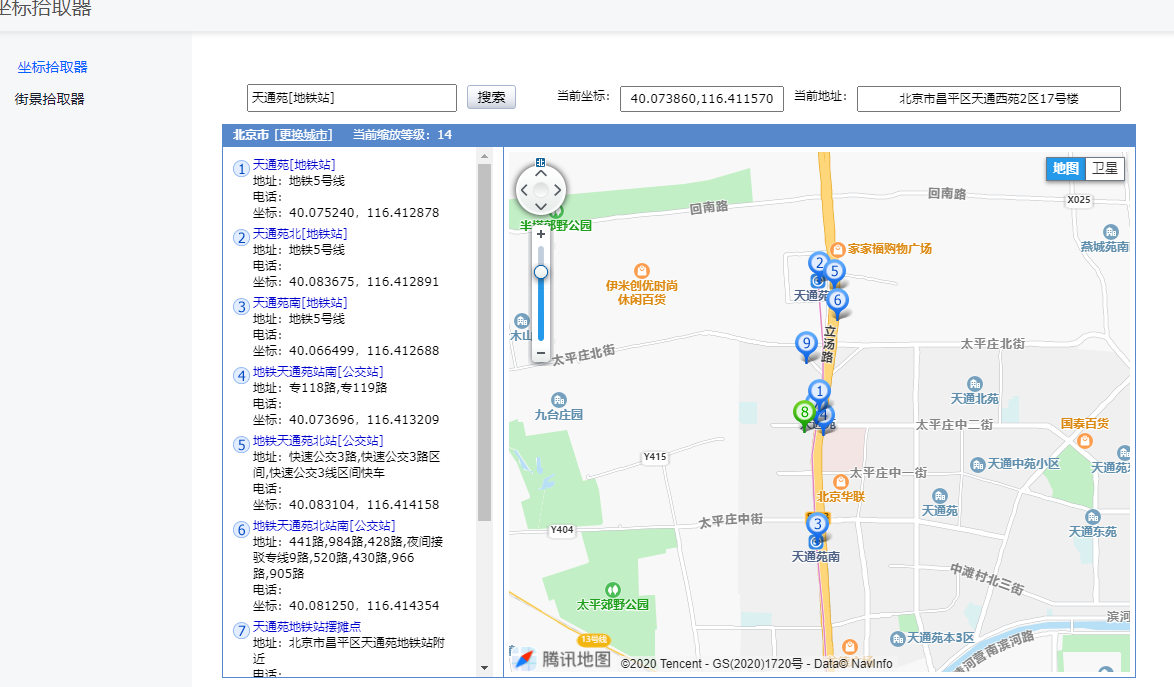 坐标拾取器
坐标拾取器
街景拾取器
天通苑[地铁站]
搜索
当前坐标：
40.073860,116.411570
当前地址：
北京市昌平区天通西苑2区17号楼
北京市 [更换城市] 当前缩放等级：14
1 天通苑[地铁站]
地址：地铁5号线
电话：
坐标：40.075240，116.412878
2 天通苑北[地铁站]
地址：地铁5号线
电话：
坐标：40.083675，116.412891
3 天通苑南[地铁站]
地址：地铁5号线
电话：
坐标：40.066499，116.412688
4 地铁天通苑站南[公交站]
地址：专118路,专119路
电话：
坐标：40.073696，116.413209
5 地铁天通苑北站[公交站]
地址：快速公交3路,快速公交3路区
间,快速公交3线区间快车
电话：
坐标：40.083104，116.414158
6 地铁天通苑北站南[公交站]
地址：441路,984路,428路,夜间接
驳专线9路,520路,430路,966
路,905路
电话：
坐标：40.081250，116.414354
7 天通苑地铁站摆摊点
地址：北京市昌平区天通苑地铁站附
近
电话：
北
地图
卫星
回南路
回南路
X025
半塔郊野公园
燕城苑南
家家福购物广场
2
5
6
伊米创优时尚
休闲百货
天通苑
木山
立汤路
9
太平庄北街
太平庄北街
1
8
4
天通北苑
九台庄园
太平庄中二街
国泰百货
Y415
太平庄中一街
天通中苑小区
天通苑
北京华联
天通苑
Y404
太平庄中街
3
天通苑南
天通东苑
中滩村北三街
太平郊野公园
滨河
13号线
天通苑本3区
清河营南滨河路
腾讯地图
©2020 Tencent - GS(2020)1720号 - Data© NavInfo